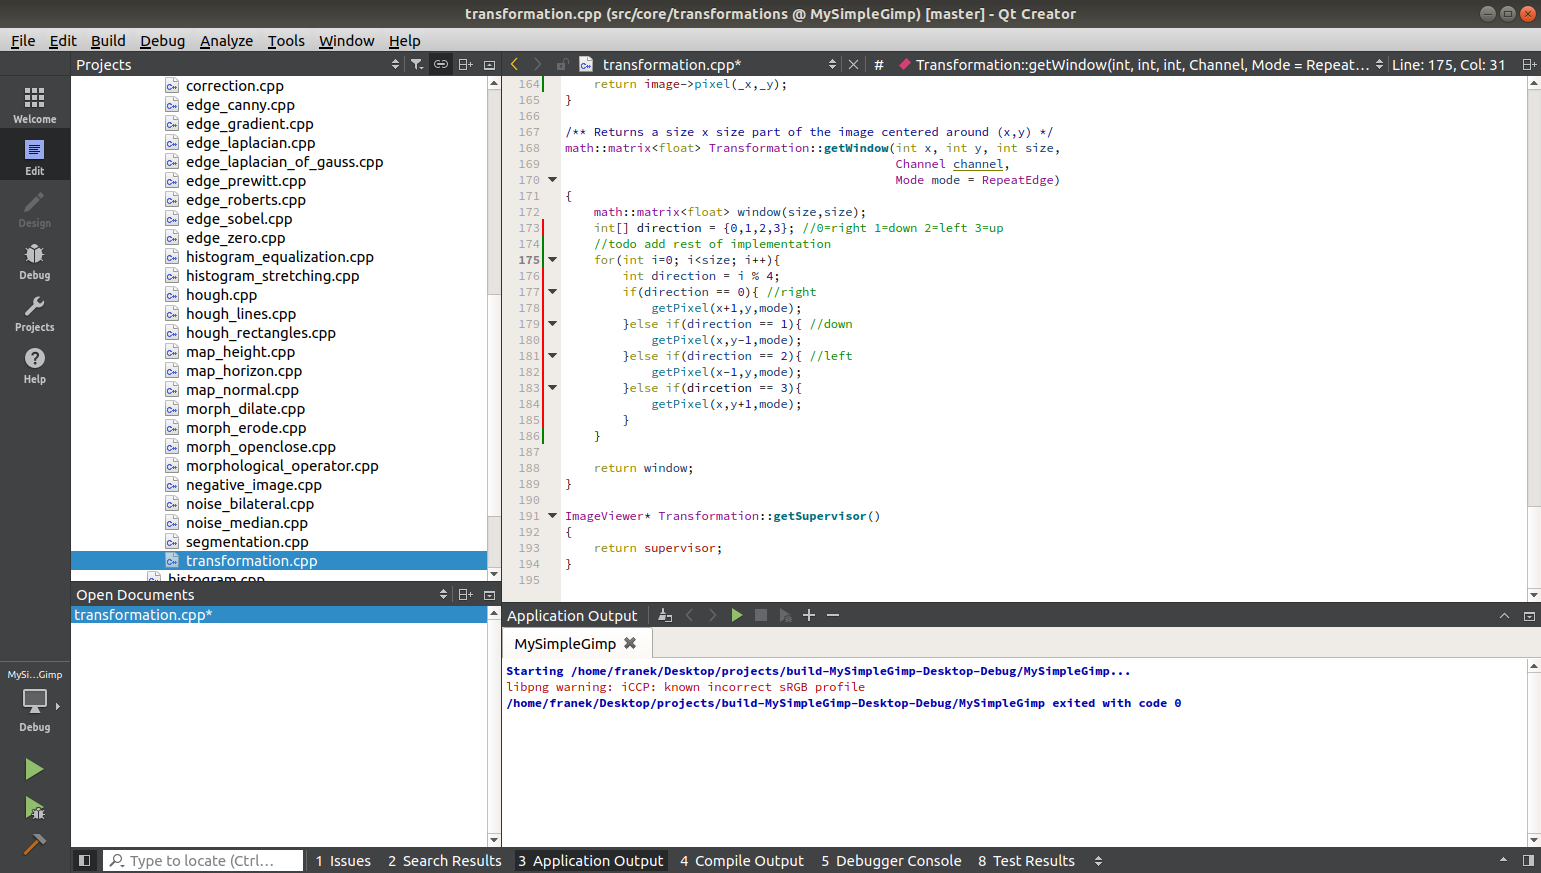 transformation.cpp (src/core/transformations @ MySimpleGimp) [master] - Qt Creator
File Edit Build Debug Analyze Tools Window Help
Projects
transformation.cpp*
# Transformation::getWindow(int, int, int, Channel, Mode = Repeat... Line: 175, Col: 31
Welcome
Edit
Design
Debug
Projects
Help
correction.cpp
edge_canny.cpp
edge_gradient.cpp
edge_laplacian.cpp
edge_laplacian_of_gauss.cpp
edge_prewitt.cpp
edge_roberts.cpp
edge_sobel.cpp
edge_zero.cpp
histogram_equalization.cpp
histogram_stretching.cpp
hough.cpp
hough_lines.cpp
hough_rectangles.cpp
map_height.cpp
map_horizon.cpp
map_normal.cpp
morph_dilate.cpp
morph_erode.cpp
morph_openclose.cpp
morphological_operator.cpp
negative_image.cpp
noise_bilateral.cpp
noise_median.cpp
segmentation.cpp
transformation.cpp
histogram.cpp
Open Documents
transformation.cpp*
164 return image->pixel(_x,_y);
165 }
166
167 /** Returns a size x size part of the image centered around (x,y) */
168 math::matrix<float> Transformation::getWindow(int x, int y, int size,
169 Channel channel,
170 Mode mode = RepeatEdge)
171 {
172 math::matrix<float> window(size,size);
173 int[] direction = {0,1,2,3}; //0=right 1=down 2=left 3=up
174 //todo add rest of implementation
175 for(int i=0; i<size; i++){
176 int direction = i % 4;
177 if(direction == 0){ //right
178 getPixel(x+1,y,mode);
179 }else if(direction == 1){ //down
180 getPixel(x,y-1,mode);
181 }else if(direction == 2){ //left
182 getPixel(x-1,y,mode);
183 }else if(dircetion == 3){
184 getPixel(x,y+1,mode);
185 }
186 }
187
188 return window;
189 }
190
191 ImageViewer* Transformation::getSupervisor()
192 {
193 return supervisor;
194 }
195
Application Output
MySimpleGimp
Starting /home/franek/Desktop/projects/build-MySimpleGimp-Desktop-Debug/MySimpleGimp...
libpng warning: iCCP: known incorrect sRGB profile
/home/franek/Desktop/projects/build-MySimpleGimp-Desktop-Debug/MySimpleGimp exited with code 0
MySi...Gimp
Debug
Type to locate (Ctrl... 1 Issues 2 Search Results 3 Application Output 4 Compile Output 5 Debugger Console 8 Test Results